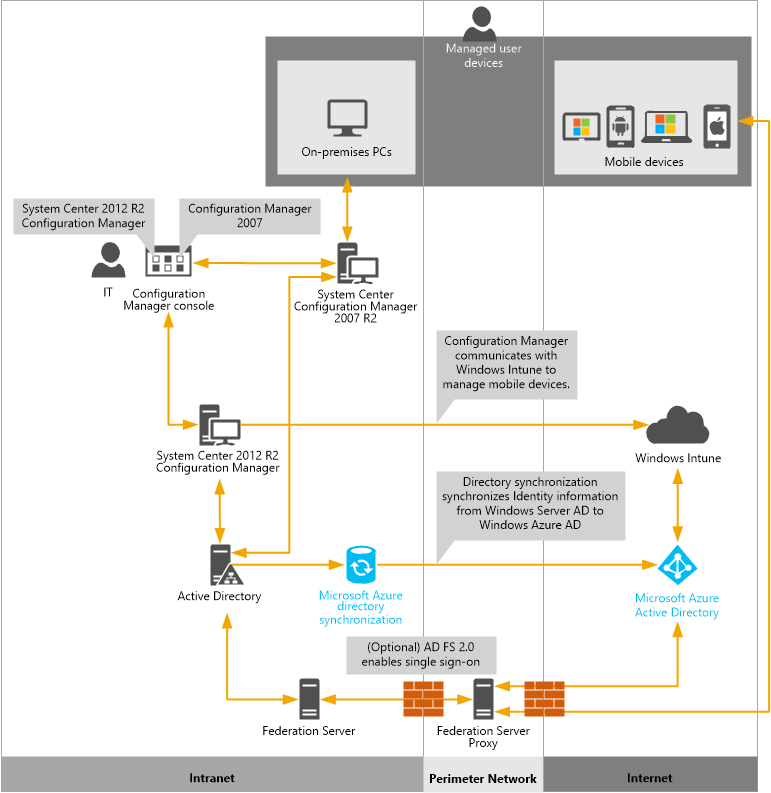 Managed user
devices
On-premises PCs
Mobile devices
System Center 2012 R2
Configuration Manager
Configuration Manager
2007
IT
Configuration
Manager console
System Center
Configuration Manager
2007 R2
Configuration Manager
communicates with
Windows Intune to
manage mobile devices.
System Center 2012 R2
Configuration Manager
Windows Intune
Directory synchronization
synchronizes Identity information
from Windows Server AD to
Windows Azure AD
Active Directory
Microsoft Azure
directory
synchronization
Microsoft Azure
Active Directory
(Optional) AD FS 2.0
enables single sign-on
Federation Server
Federation Server
Proxy
Intranet
Perimeter Network
Internet